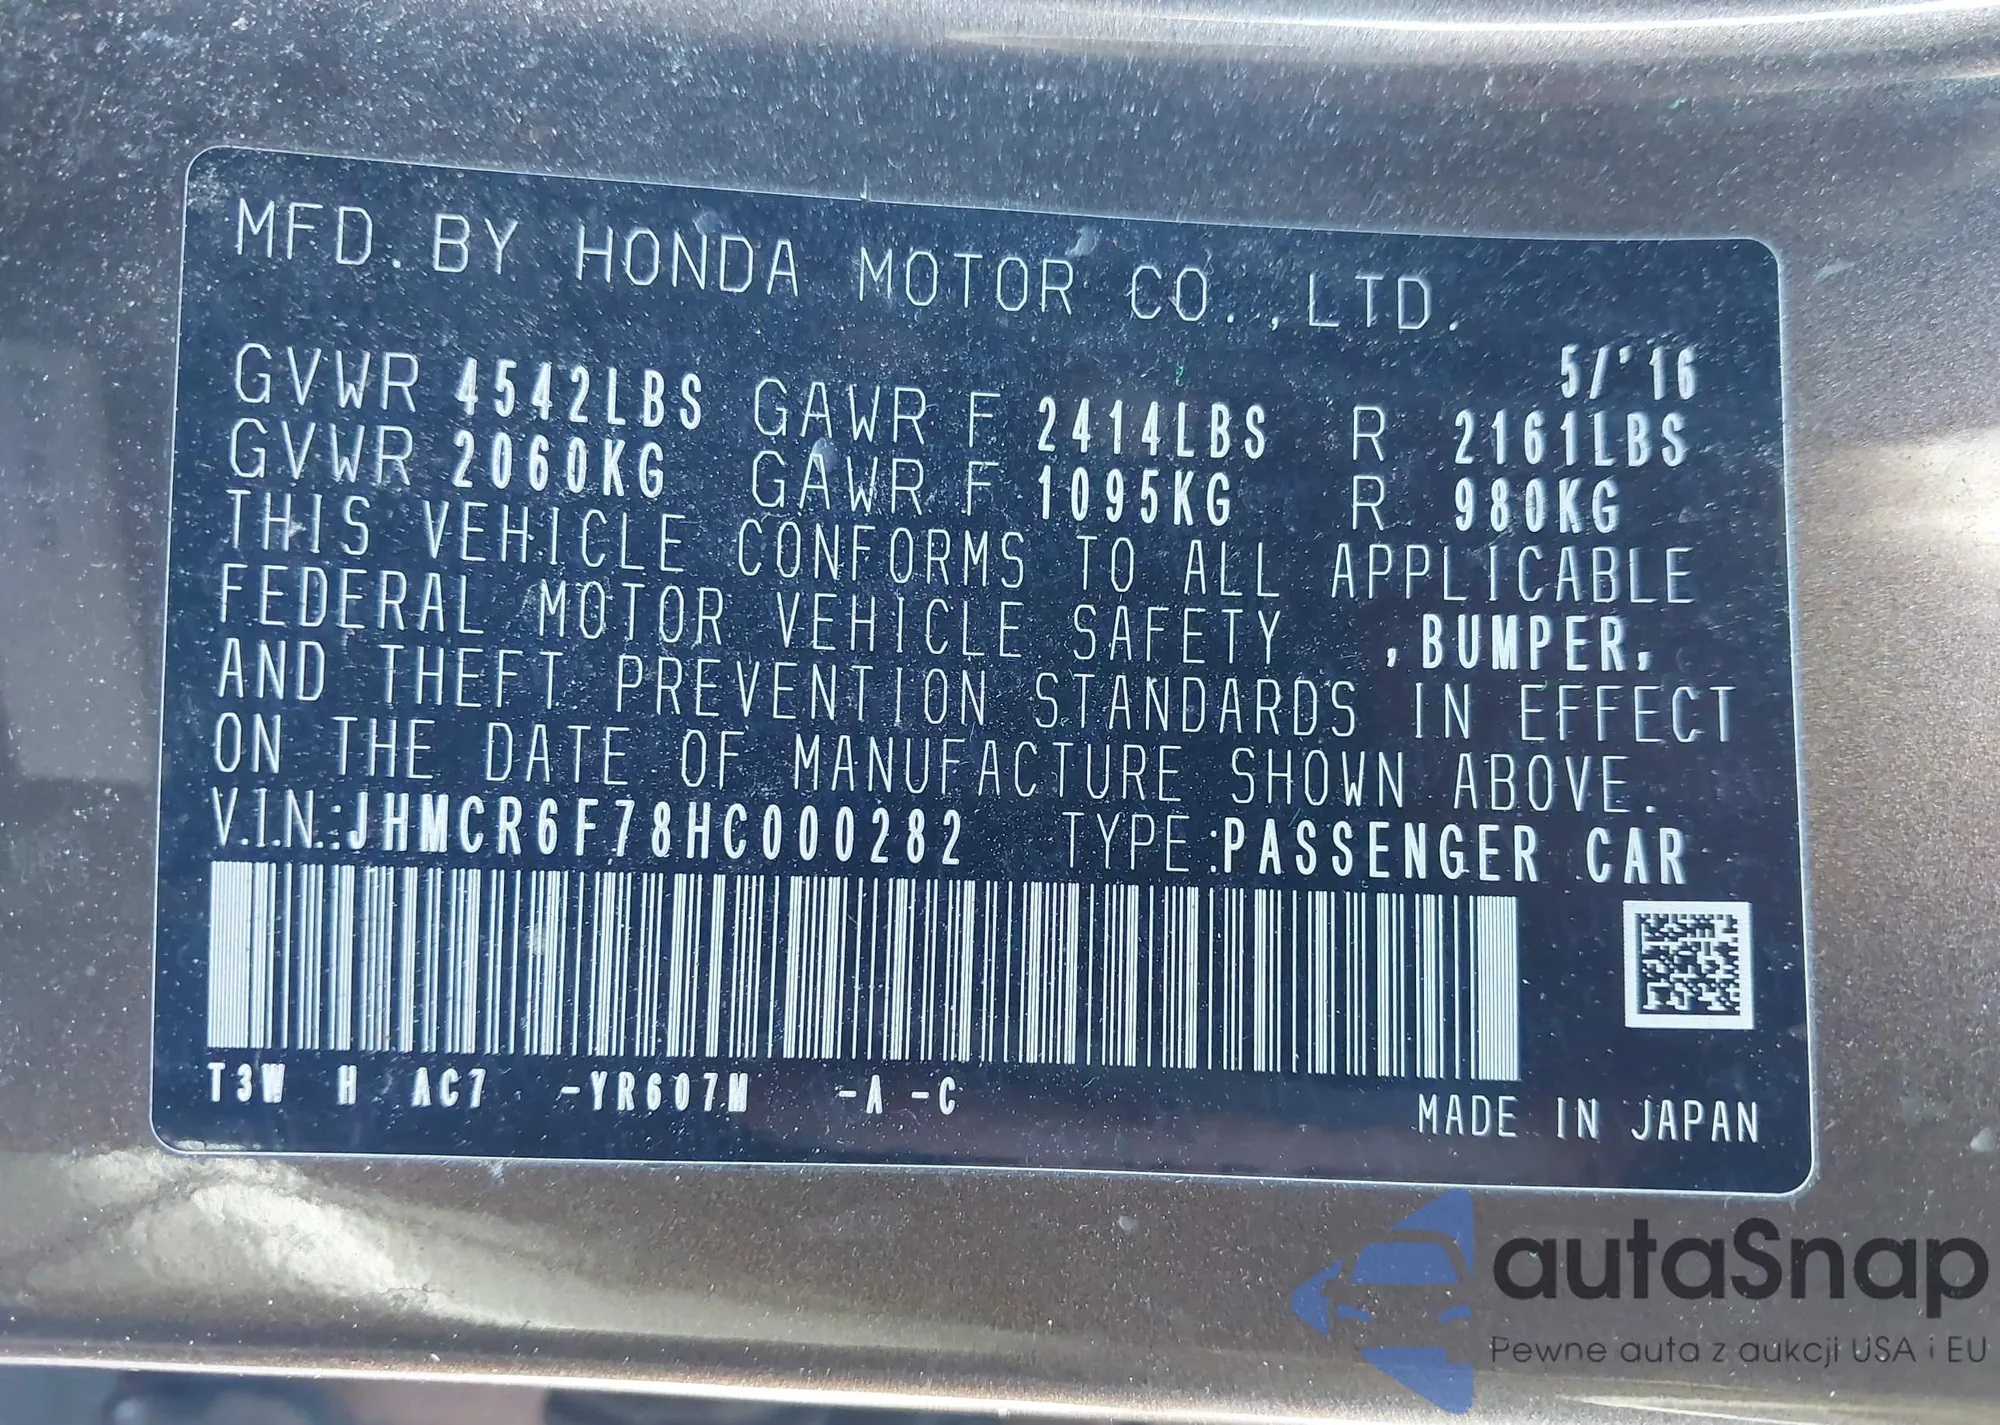 MFD. BY HONDA MOTOR CO., LTD.
5/'16
GVWR 4542LBS GAWR F 2414LBS R 2161LBS
GVWR 2060KG GAWR F 1095KG R 980KG
THIS VEHICLE CONFORMS TO ALL APPLICABLE
FEDERAL MOTOR VEHICLE SAFETY , BUMPER,
AND THEFT PREVENTION STANDARDS IN EFFECT
ON THE DATE OF MANUFACTURE SHOWN ABOVE.
V.I.N.:JHMCR6F78HC000282 TYPE:PASSENGER CAR
T3W H AC7 -YR607M -A -C
MADE IN JAPAN
autaSnap
Pewne auta z aukcji USA i EU